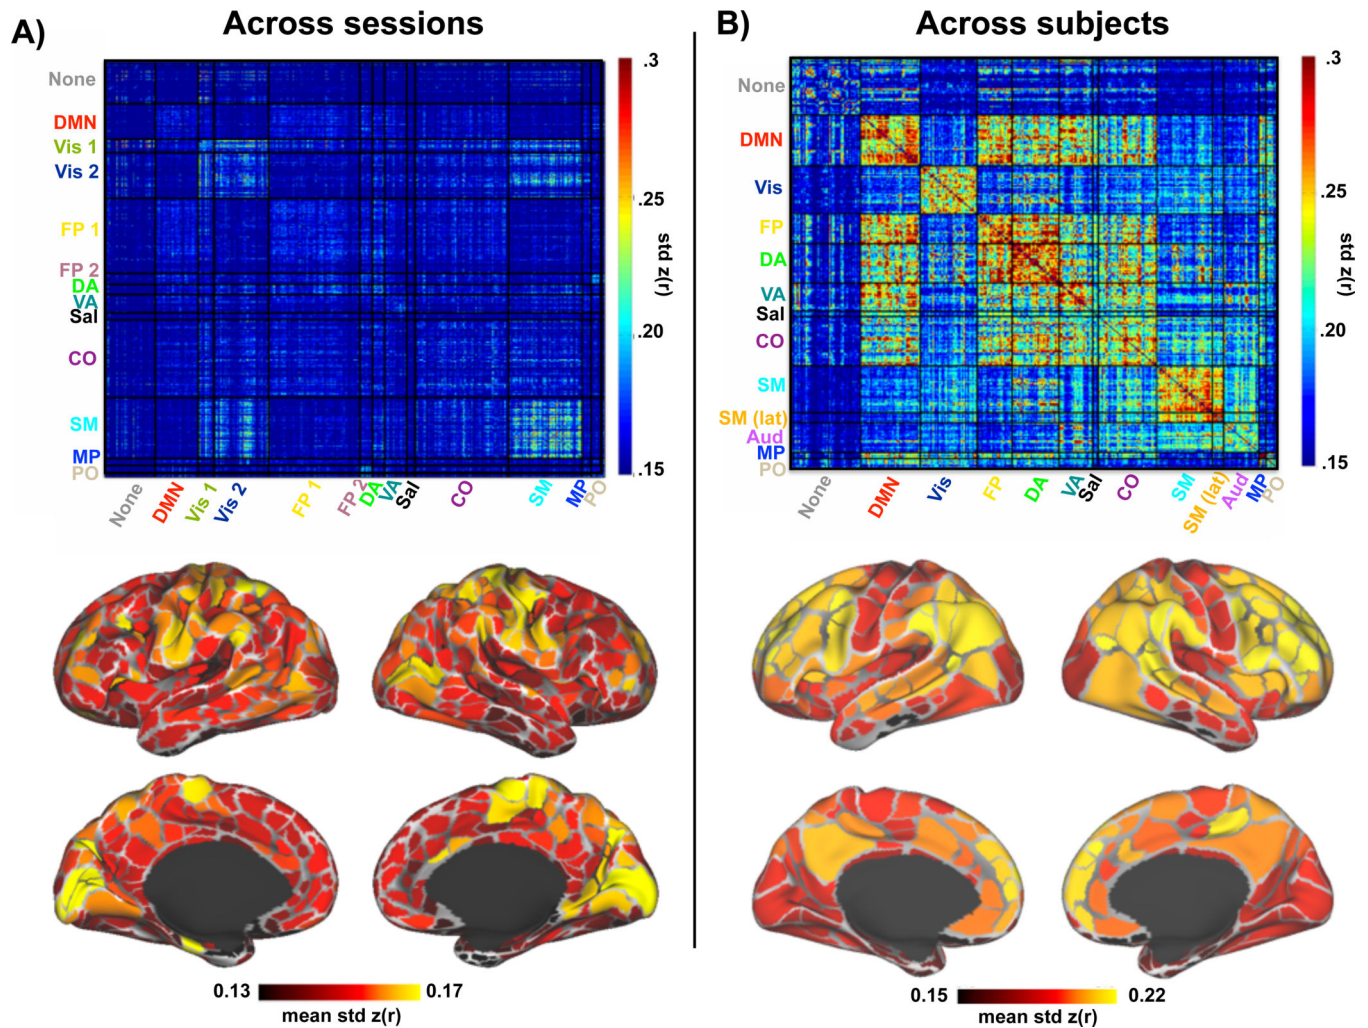 A)
Across sessions
None
DMN
Vis 1
Vis 2
FP 1
FP 2
DA
VA
Sal
CO
SM
MP
PO
None
DMN
Vis 1
Vis 2
FP 1
FP 2
DA
VA
Sal
CO
SM
MP
PO
.3
.25
.20
.15
std z(r)
0.13
0.17
mean std z(r)
B)
Across subjects
None
DMN
Vis
FP
DA
VA
Sal
CO
SM
SM (lat)
Aud
MP
PO
None
DMN
Vis
FP
DA
VA
Sal
CO
SM
SM (lat)
Aud
MP
PO
.3
.25
.20
.15
std z(r)
0.15
0.22
mean std z(r)